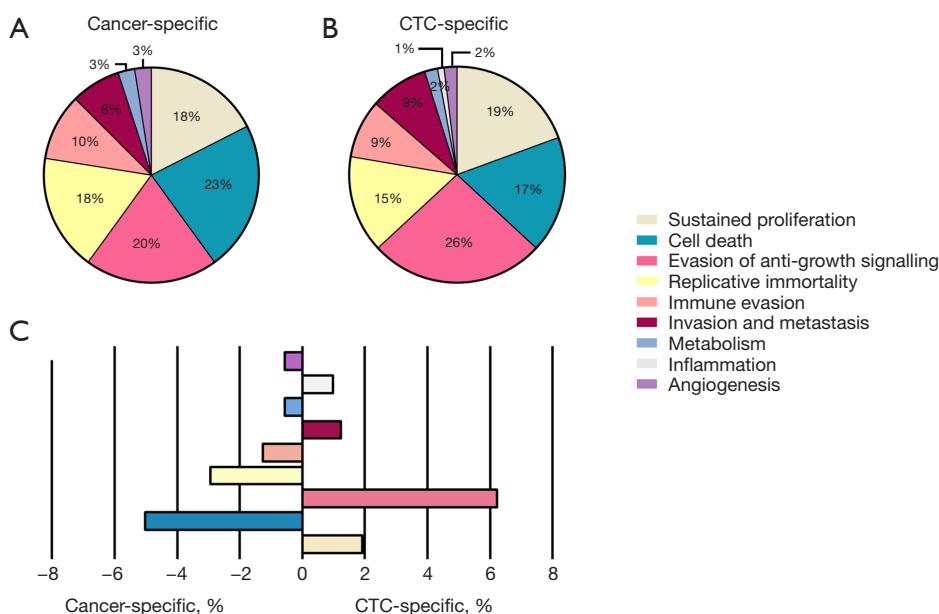 A
Cancer-specific
3%
3%
18%
8%
10%
23%
18%
20%
B
CTC-specific
1%
2%
2%
9%
19%
9%
17%
15%
26%
Sustained proliferation
Cell death
Evasion of anti-growth signalling
Replicative immortality
Immune evasion
Invasion and metastasis
Metabolism
Inflammation
Angiogenesis
C
−8 −6 −4 −2 0 2 4 6 8
Cancer-specific, % CTC-specific, %